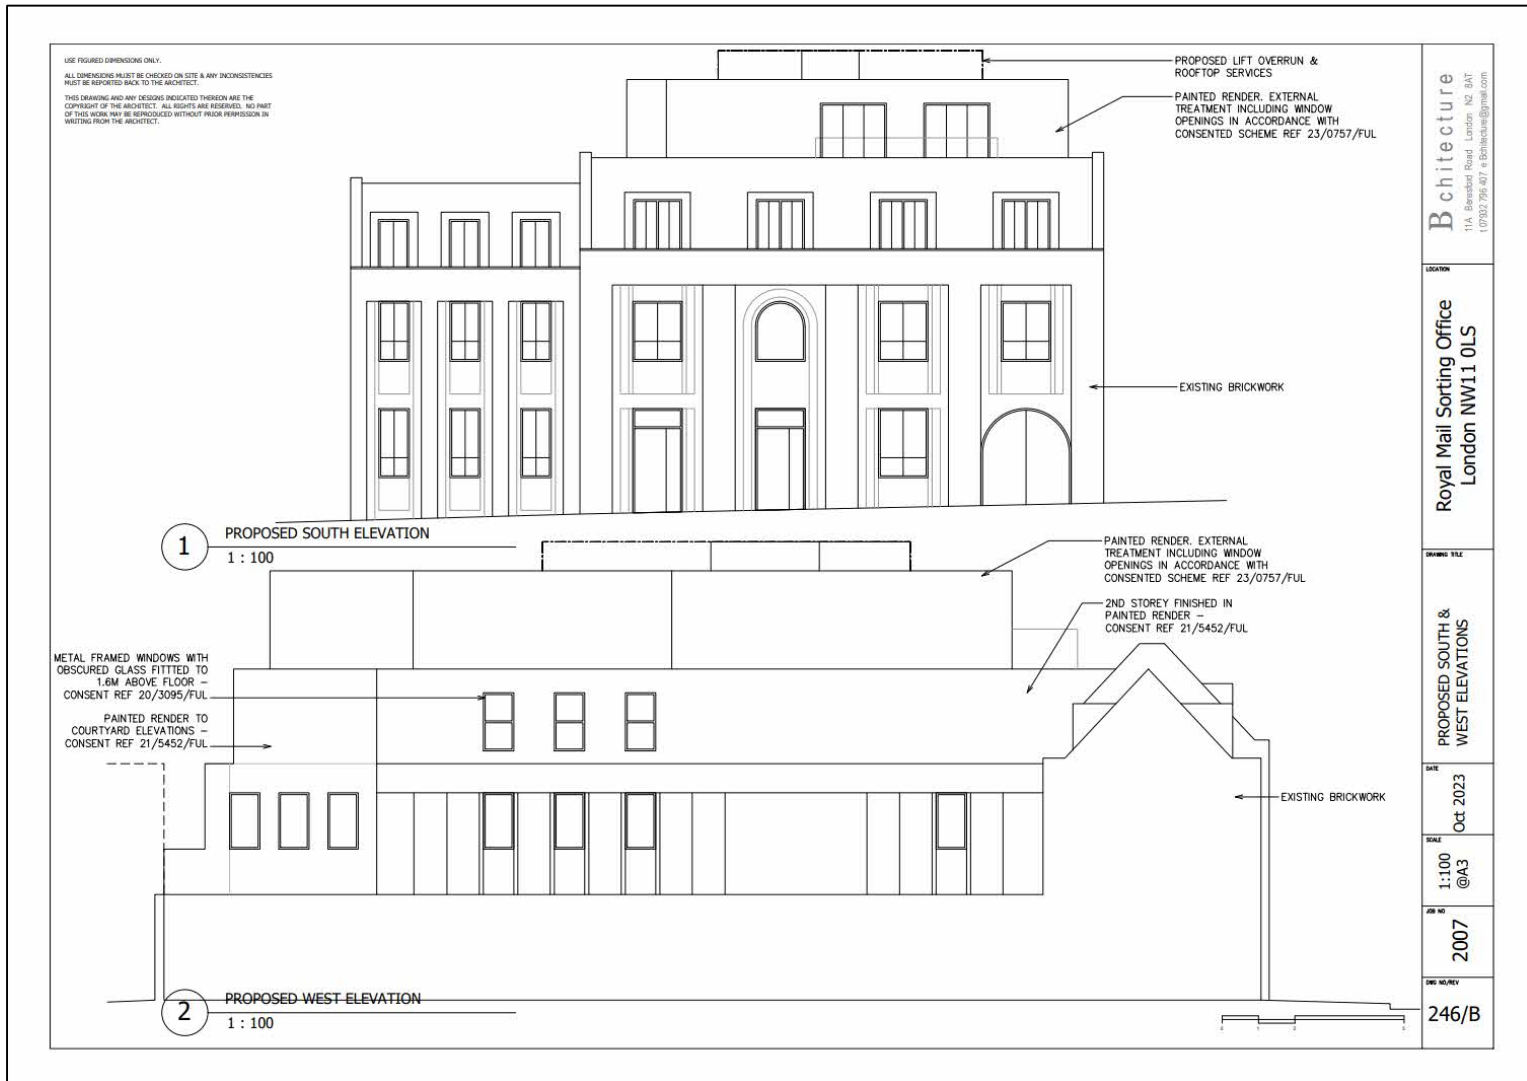 USE FIGURED DIMENSIONS ONLY.
ALL DIMENSIONS MUST BE CHECKED ON SITE & ANY INCONSISTENCIES
MUST BE REPORTED BACK TO THE ARCHITECT.
THIS DRAWING AND ANY DESIGNS INDICATED THEREON ARE THE
COPYRIGHT OF THE ARCHITECT. ALL RIGHTS ARE RESERVED. NO PART
OF THIS WORK MAY BE REPRODUCED WITHOUT PRIOR PERMISSION IN
WRITING FROM THE ARCHITECT.
PROPOSED LIFT OVERRUN &
ROOFTOP SERVICES
PAINTED RENDER. EXTERNAL
TREATMENT INCLUDING WINDOW
OPENINGS IN ACCORDANCE WITH
CONSENTED SCHEME REF 23/0757/FUL
EXISTING BRICKWORK
1
PROPOSED SOUTH ELEVATION
1 : 100
PAINTED RENDER. EXTERNAL
TREATMENT INCLUDING WINDOW
OPENINGS IN ACCORDANCE WITH
CONSENTED SCHEME REF 23/0757/FUL
2ND STOREY FINISHED IN
PAINTED RENDER –
CONSENT REF 21/5452/FUL
METAL FRAMED WINDOWS WITH
OBSCURED GLASS FITTTED TO
1.6M ABOVE FLOOR –
CONSENT REF 20/3095/FUL
PAINTED RENDER TO
COURTYARD ELEVATIONS –
CONSENT REF 21/5452/FUL
EXISTING BRICKWORK
2
PROPOSED WEST ELEVATION
1 : 100
B chitecture
11A Beresford Road London N2 8AT
t 07932 796 407 e Bchitecture@gmail.com
LOCATION
Royal Mail Sorting Office
London NW11 0LS
DRAWING TITLE
PROPOSED SOUTH &
WEST ELEVATIONS
DATE
Oct 2023
SCALE
1:100
@A3
JOB NO
2007
DWG NO/REV
246/B